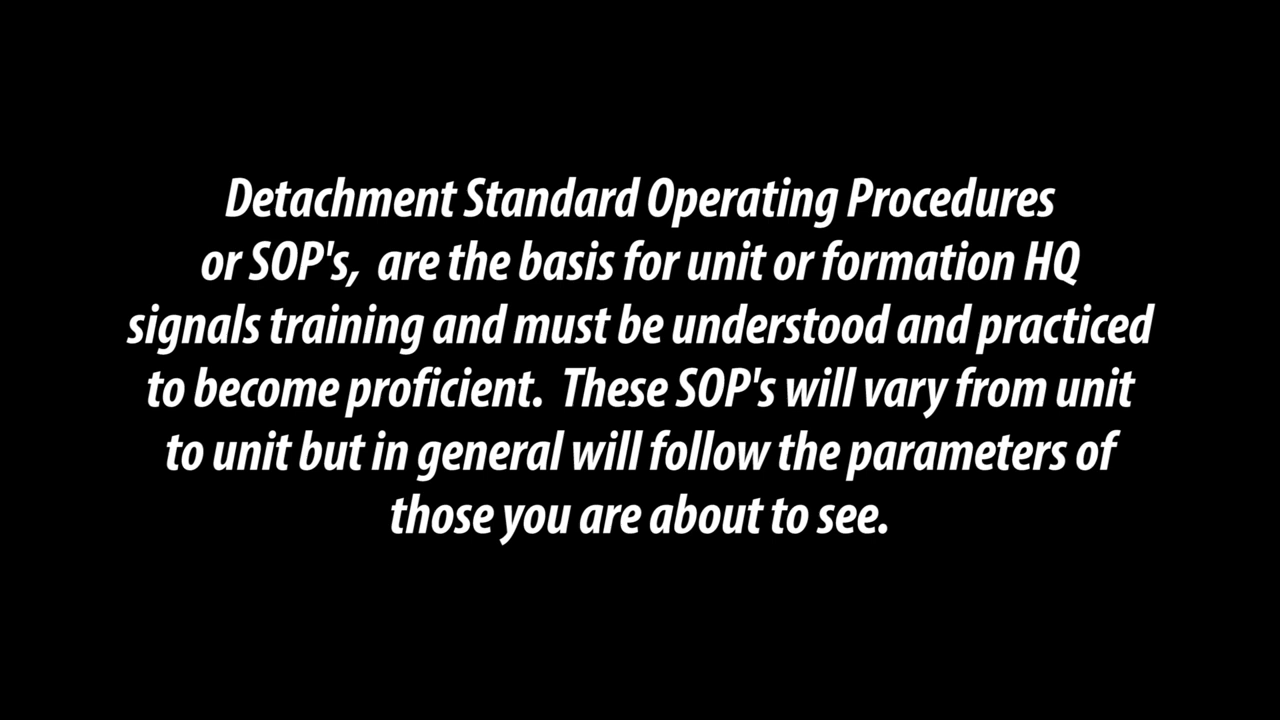 Detachment Standard Operating Procedures
or SOP's,  are the basis for unit or formation HQ
signals training and must be understood and practiced
to become proficient.  These SOP's will vary from unit
to unit but in general will follow the parameters of
those you are about to see.